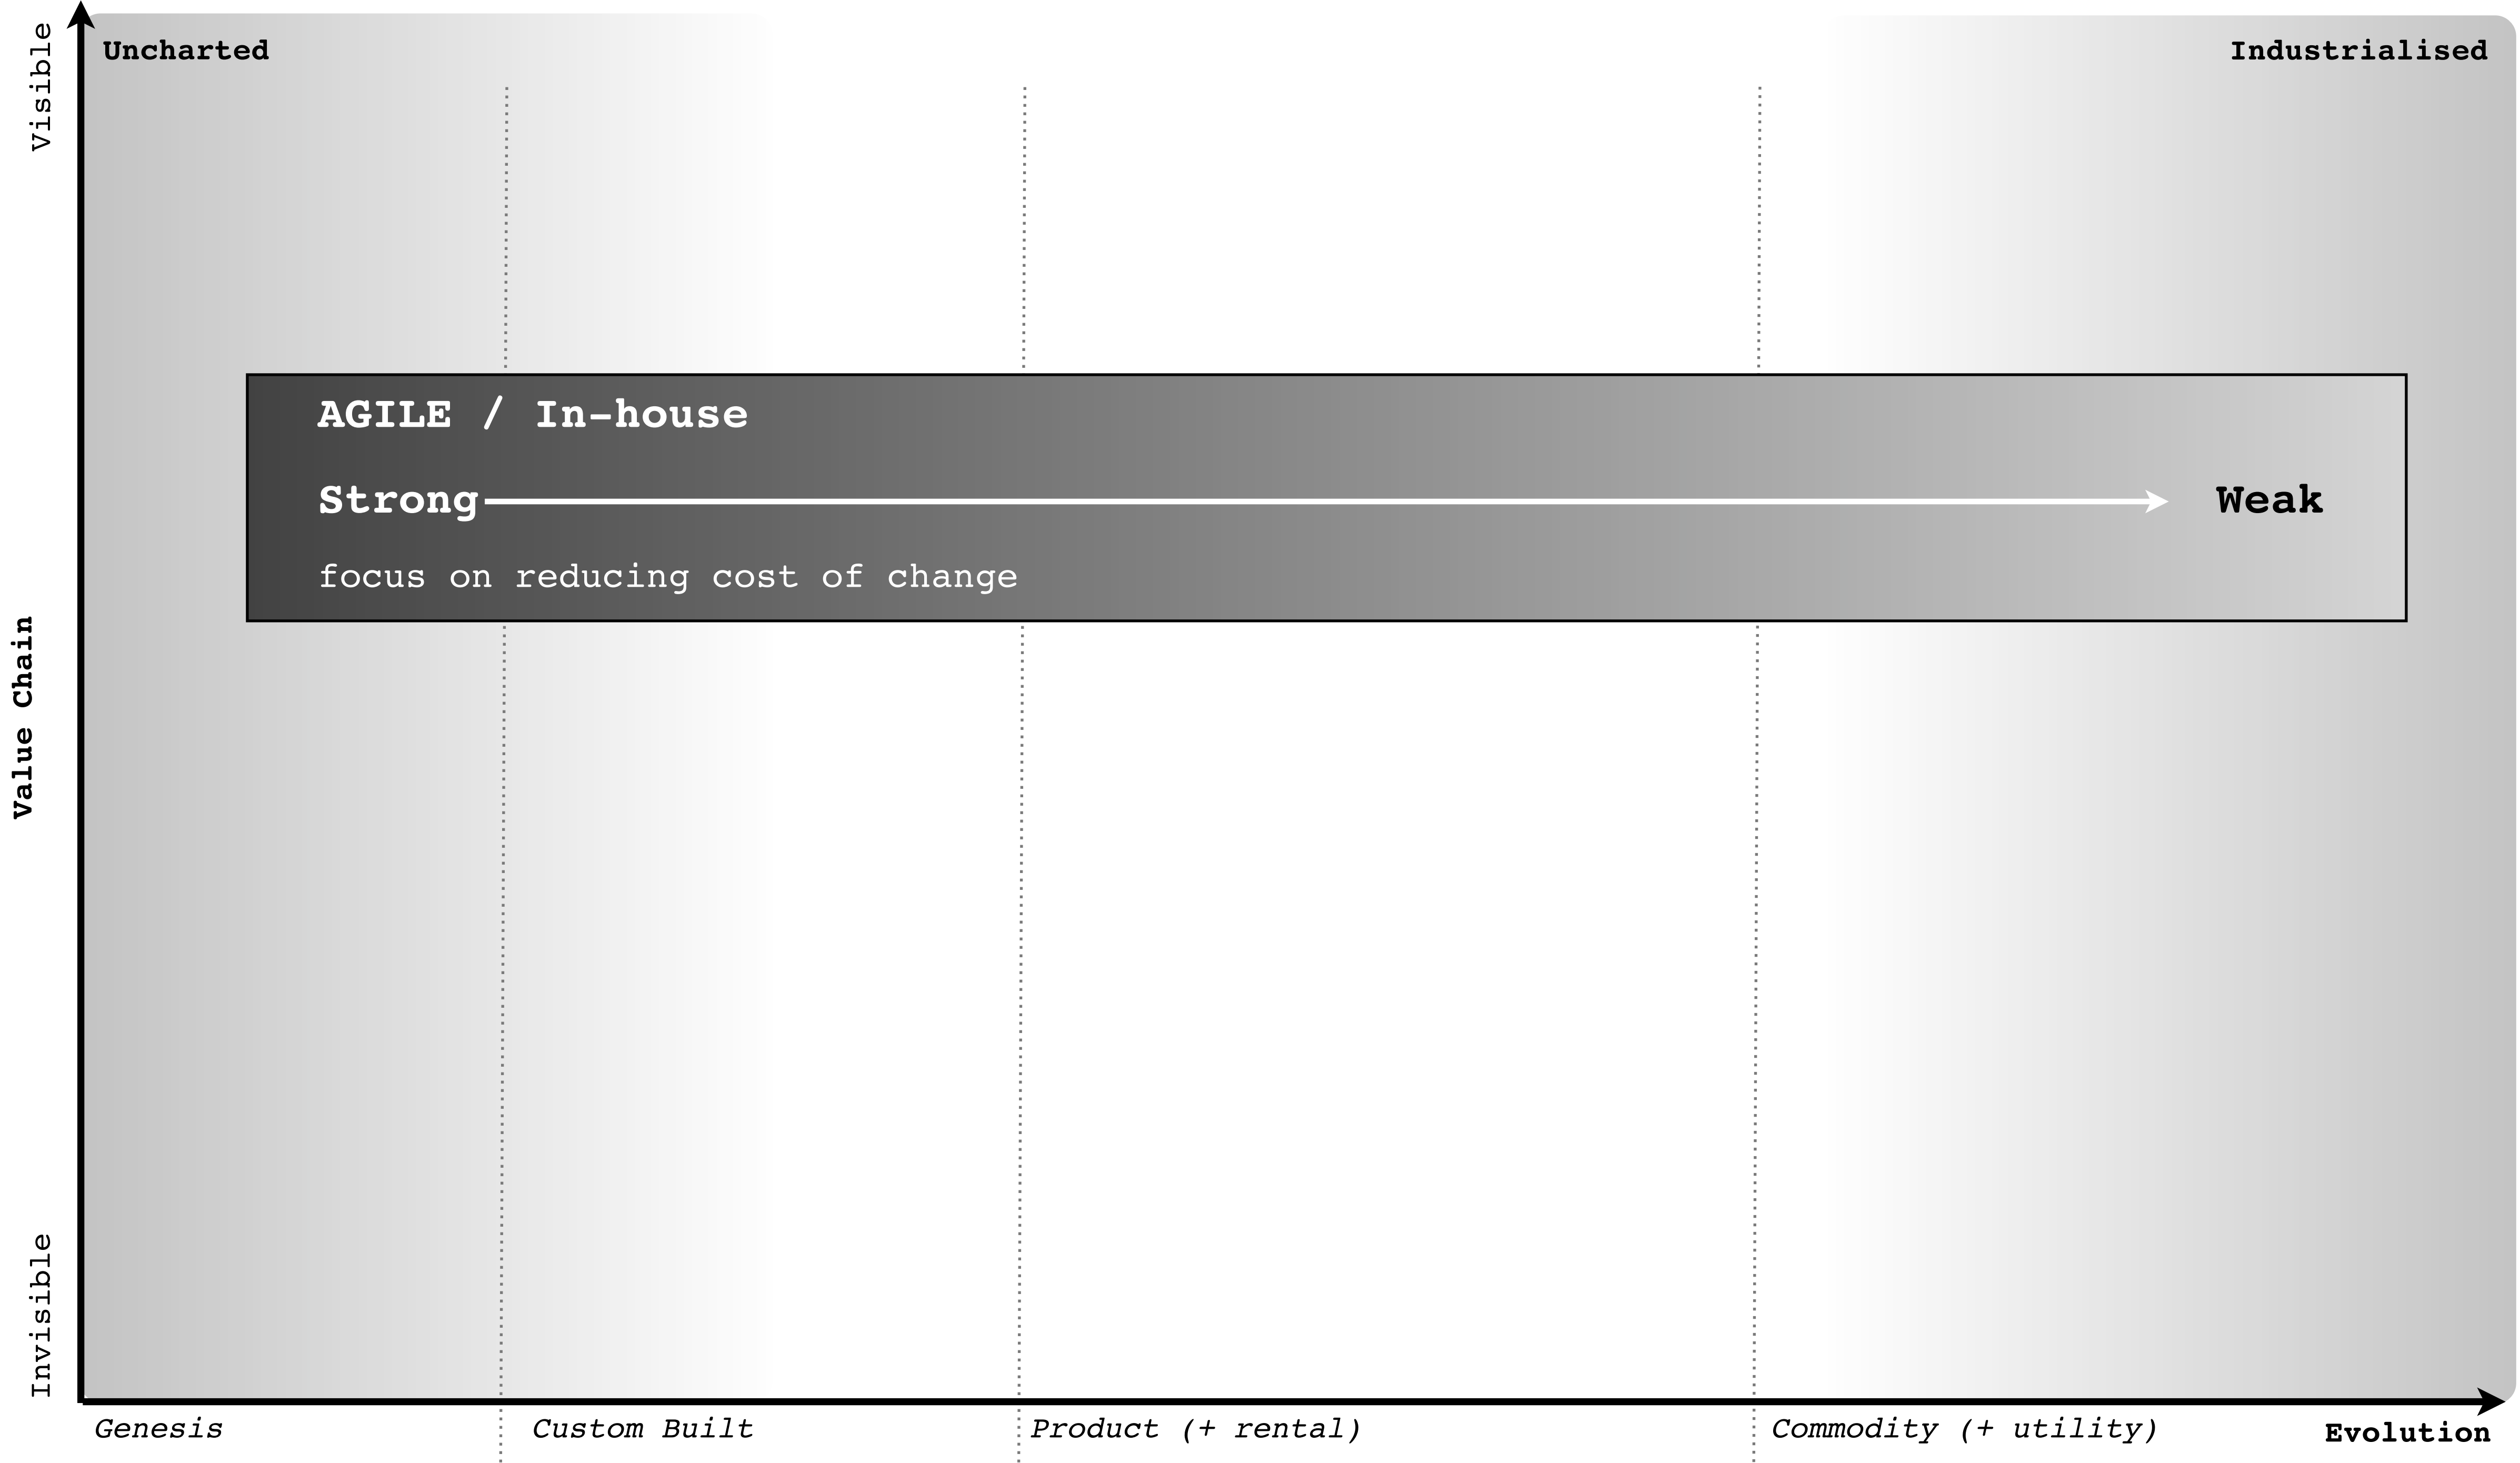 Visible
Uncharted
Industrialised
AGILE / In-house
Strong
Weak
focus on reducing cost of change
Value Chain
Invisible
Genesis
Custom Built
Product (+ rental)
Commodity (+ utility)
Evolution